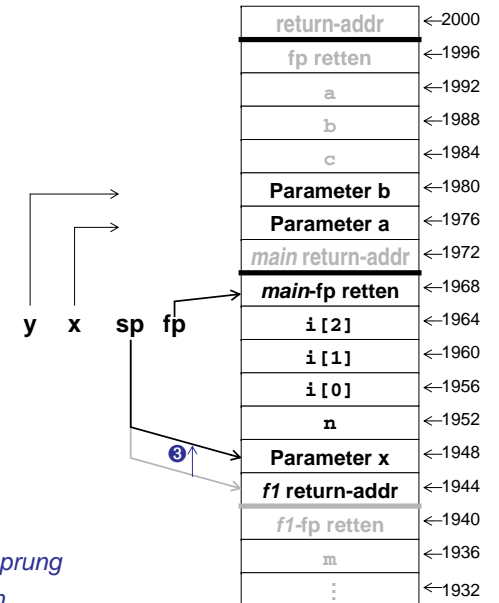 return-addr ←2000
fp retten ←1996
a ←1992
b ←1988
c ←1984
Parameter b ←1980
Parameter a ←1976
main return-addr ←1972
main-fp retten ←1968
y x sp fp
i[2] ←1964
i[1] ←1960
i[0] ←1956
n ←1952
❸ Parameter x ←1948
f1 return-addr ←1944
f1-fp retten ←1940
m ←1936
prung
⋮ ←1932